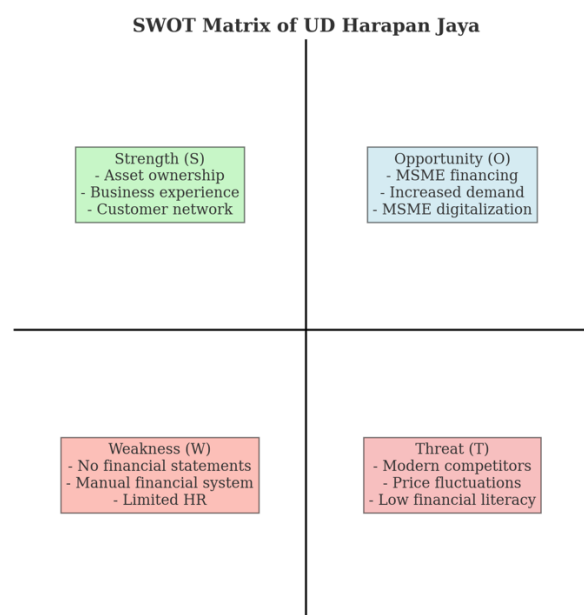 SWOT Matrix of UD Harapan Jaya
Strength (S)
- Asset ownership
- Business experience
- Customer network
Opportunity (O)
- MSME financing
- Increased demand
- MSME digitalization
Weakness (W)
- No financial statements
- Manual financial system
- Limited HR
Threat (T)
- Modern competitors
- Price fluctuations
- Low financial literacy